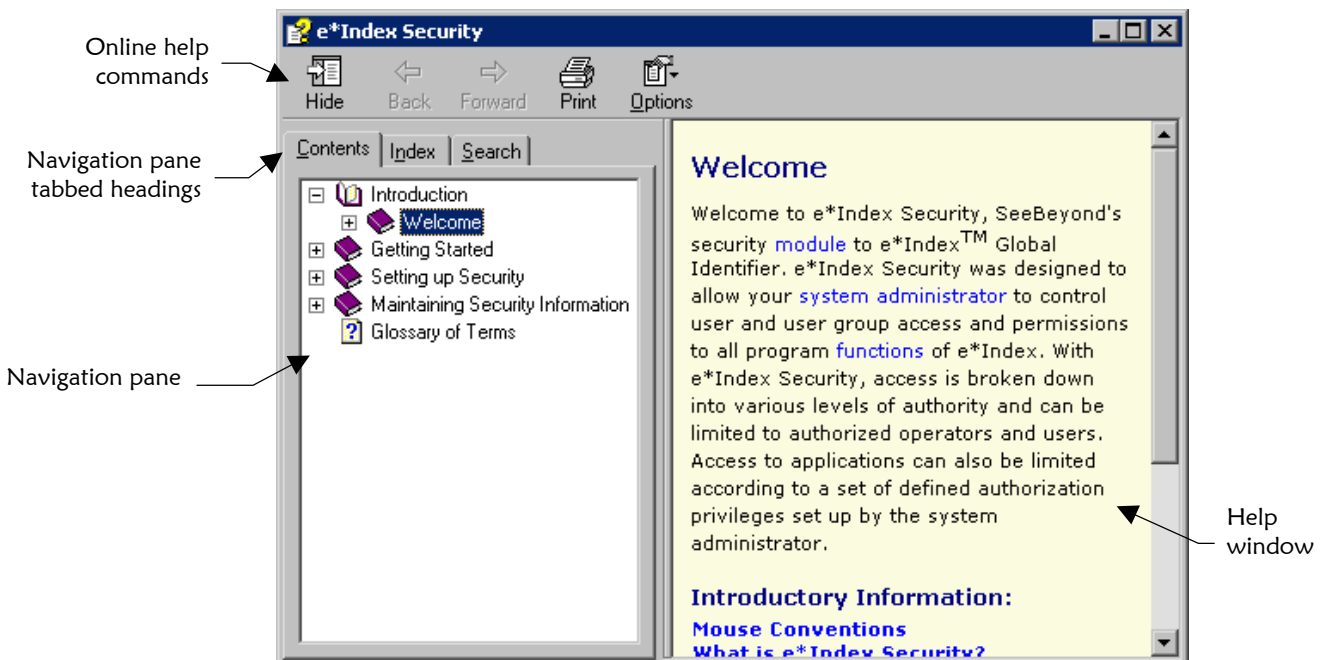 e*Index Security
Online help
commands
Hide
Back
Forward
Print
Options
Navigation pane
tabbed headings
Contents
Index
Search
Introduction
Welcome
Getting Started
Setting up Security
Maintaining Security Information
Glossary of Terms
Navigation pane
Welcome
Welcome to e*Index Security, SeeBeyond's
security module to e*Index™ Global
Identifier. e*Index Security was designed to
allow your system administrator to control
user and user group access and permissions
to all program functions of e*Index. With
e*Index Security, access is broken down
into various levels of authority and can be
limited to authorized operators and users.
Access to applications can also be limited
according to a set of defined authorization
privileges set up by the system
administrator.
Help
window
Introductory Information:
Mouse Conventions
What is e*Index Security?